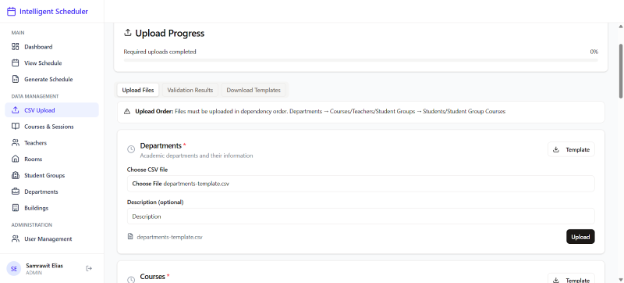 Intelligent Scheduler
MAIN
Dashboard
View Schedule
Generate Schedule
DATA MANAGEMENT
CSV Upload
Courses & Sessions
Teachers
Rooms
Student Groups
Departments
Buildings
ADMINISTRATION
User Management
SE
Samrawit Elias
ADMIN
Upload Progress
Required uploads completed
0%
Upload Files Validation Results Download Templates
Upload Order: Files must be uploaded in dependency order. Departments → Courses/Teachers/Student Groups → Students/Student Group Courses
Departments *
Academic departments and their information
Template
Choose CSV file
Choose File departments-template.csv
Description (optional)
Description
departments-template.csv
Upload
Courses *
Template